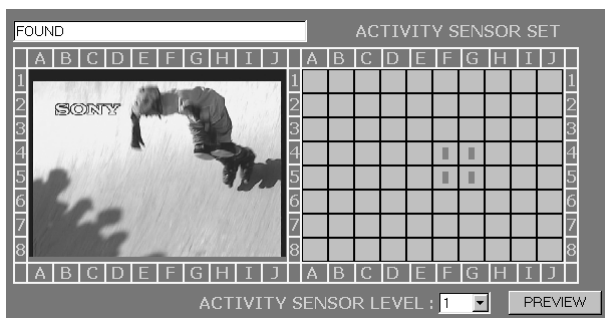 FOUND
ACTIVITY SENSOR SET
A B C D E F G H I J A B C D E F G H I J
1 1 1
2 SONY 2 2
3 3 3
4 4 4
5 5 5
6 6 6
7 7 7
8 8 8
A B C D E F G H I J A B C D E F G H I J
ACTIVITY SENSOR LEVEL : 1 PREVIEW